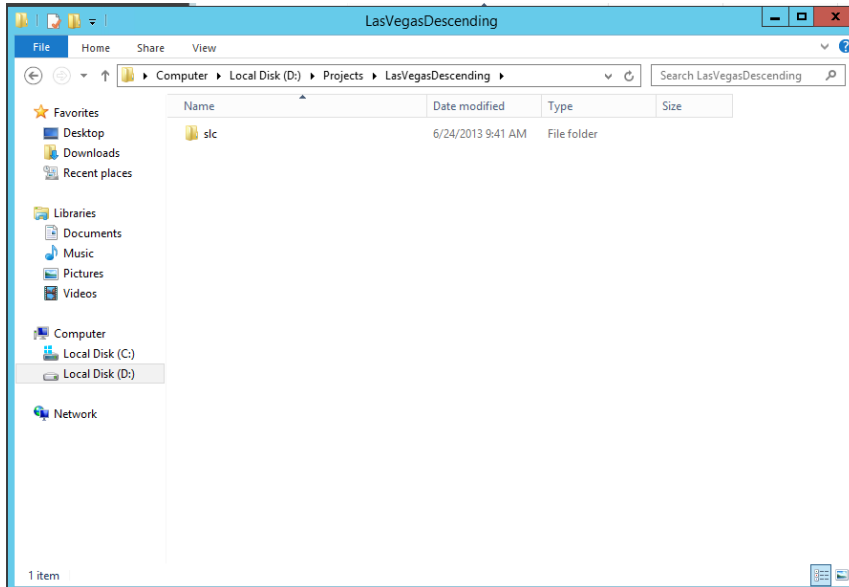 LasVegasDescending
File Home Share View
Computer Local Disk (D:) Projects LasVegasDescending Search LasVegasDescending
Name Date modified Type Size
slc 6/24/2013 9:41 AM File folder
Favorites
Desktop
Downloads
Recent places
Libraries
Documents
Music
Pictures
Videos
Computer
Local Disk (C:)
Local Disk (D:)
Network
1 item